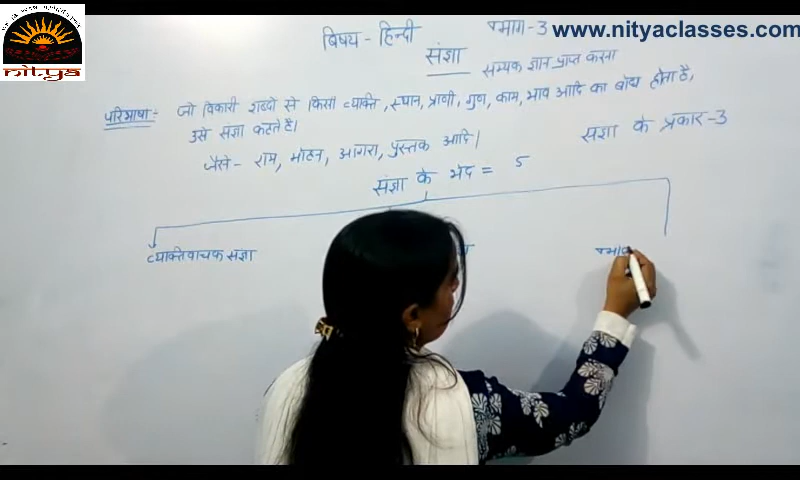 nitya
बिषय - हिन्दी भाग-3 www.nityaclasses.com
संज्ञा
सम्यक ज्ञान प्राप्त करना
परिभाषा:- जो विकारी शब्दो से किसी व्यक्ति, स्थान, प्राणी, गुण, काम, भाव आदि का बोध होता है,
उसे संज्ञा कहते है।
संज्ञा के प्रकार-3
जैसे- राम, मोहन, आगरा, पुस्तक आदि।
संज्ञा के भेद = 5
व्यक्तिवाचक संज्ञा भाव